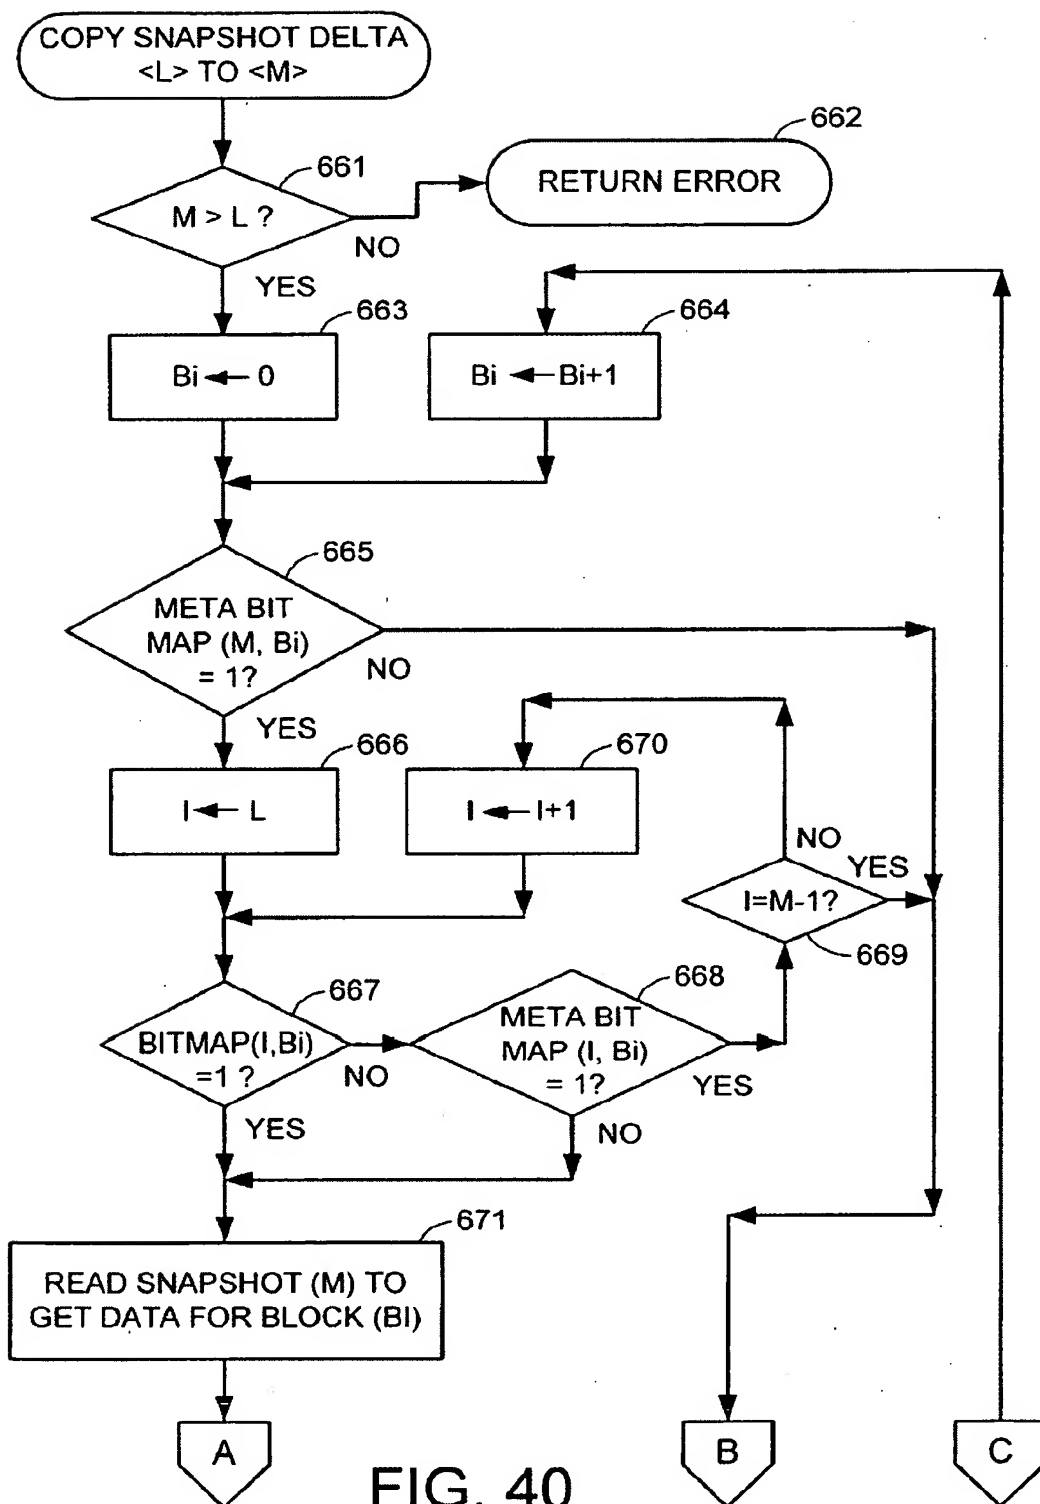 COPY SNAPSHOT DELTA
<L> TO <M>
662
661
RETURN ERROR
M > L ?
NO
YES
663
664
Bi ← 0
Bi ← Bi+1
665
META BIT
MAP (M, Bi)
= 1?
NO
YES
666
670
I ← L
I ← I+1
NO
YES
I=M-1?
669
667
668
BITMAP(I,Bi)
=1 ?
META BIT
MAP (I, Bi)
= 1?
NO
YES
YES
NO
671
READ SNAPSHOT (M) TO
GET DATA FOR BLOCK (BI)
A
B
C
FIG. 40